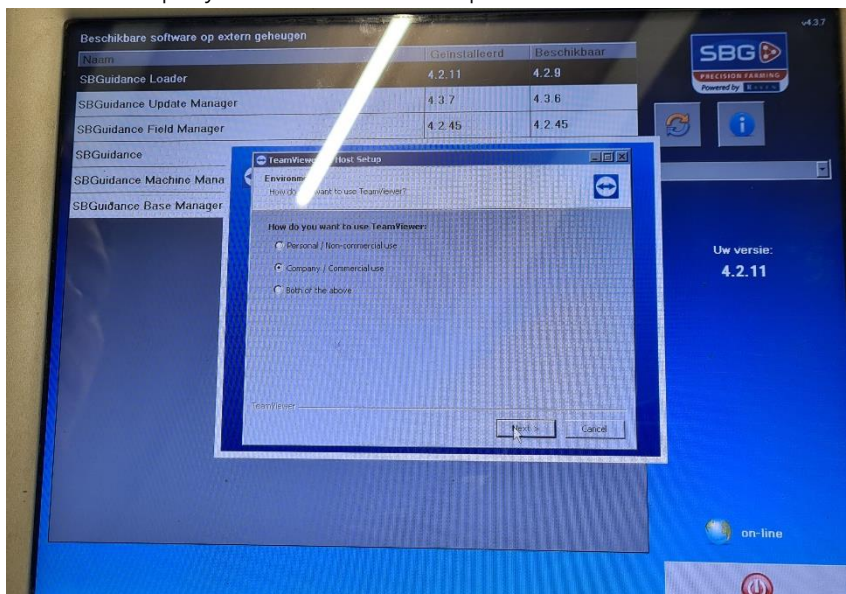 v4.3.7
Beschikbare software op extern geheugen
Naam Geinstalleerd Beschikbaar
SBGuidance Loader 4.2.11 4.2.9
SBGuidance Update Manager 4.3.7 4.3.6
SBGuidance Field Manager 4.2.45 4.2.45
SBGuidance
SBGuidance Machine Mana
SBGuidance Base Manager
SBG
PRECISION FARMING
Powered by RAVEN
Host Setup
How do you want to use TeamViewer?
How do you want to use TeamViewer:
Personal / Non-commercial use
Company / Commercial use
Both of the above
TeamViewer
Next > Cancel
Uw versie:
4.2.11
on-line